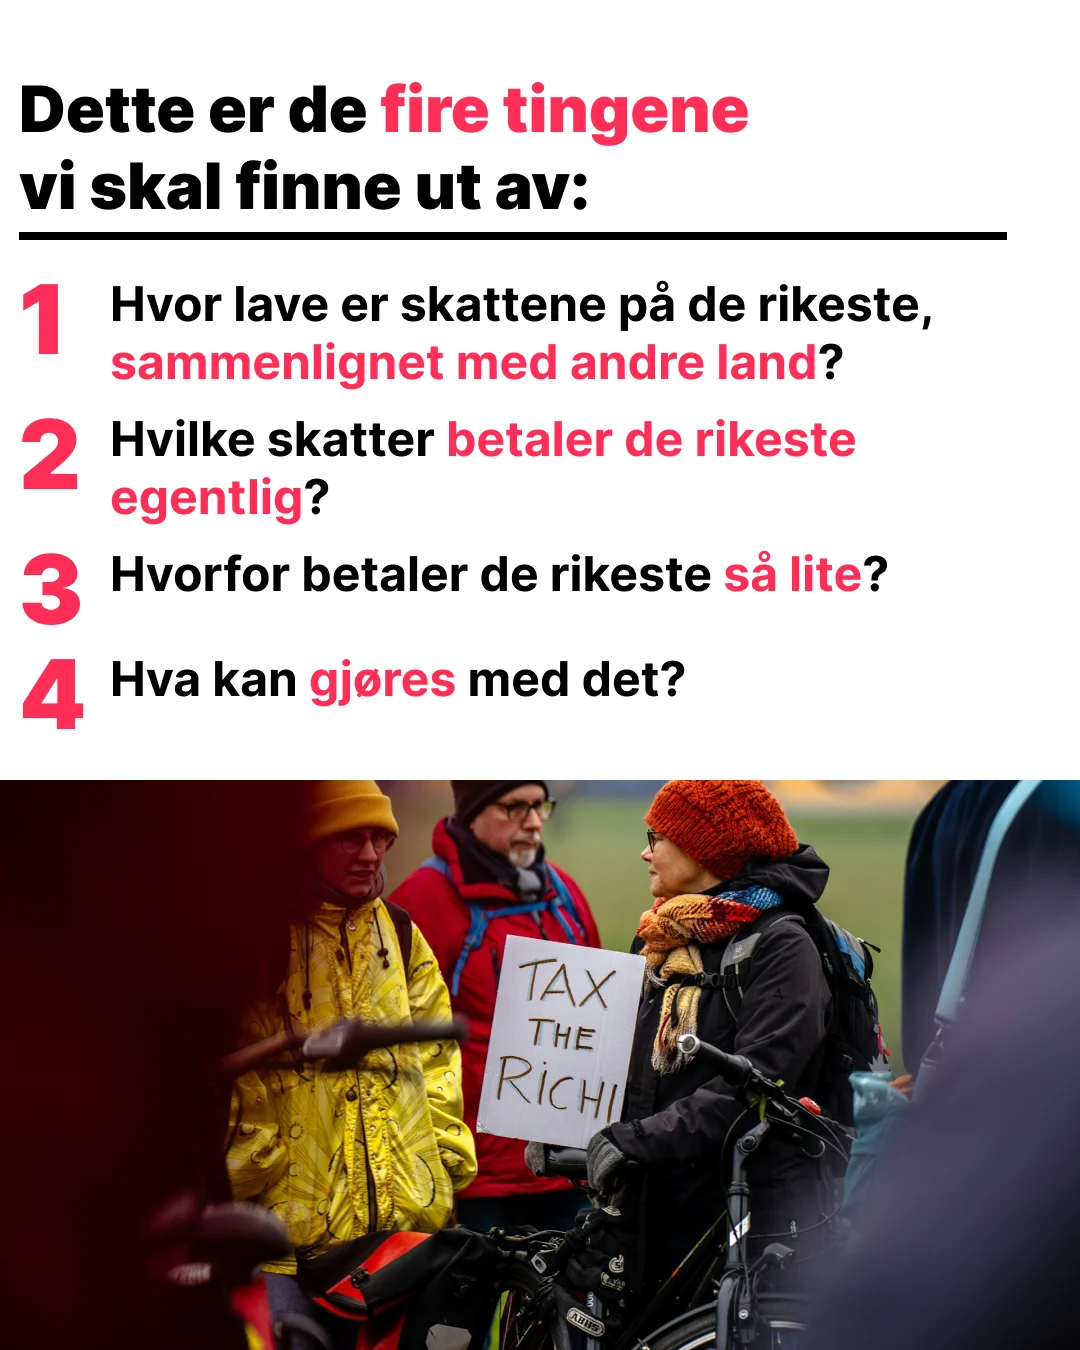 Dette er de fire tingene
vi skal finne ut av:
1 Hvor lave er skattene på de rikeste,
sammenlignet med andre land?
2 Hvilke skatter betaler de rikeste
egentlig?
3 Hvorfor betaler de rikeste så lite?
4 Hva kan gjøres med det?
TAX
THE
RICH!
ABUS